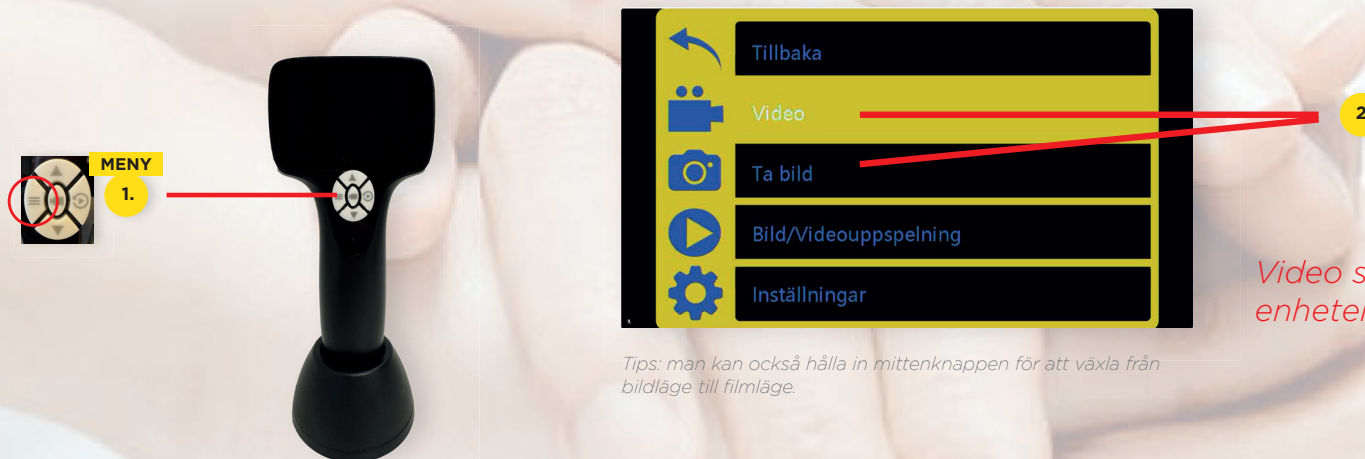 MENY
1.
Tillbaka
Video
Ta bild
Bild/Videouppspelning
Inställningar
2
Tips: man kan också hålla in mittenknappen för att växla från
bildläge till filmläge.
Video s
enheten